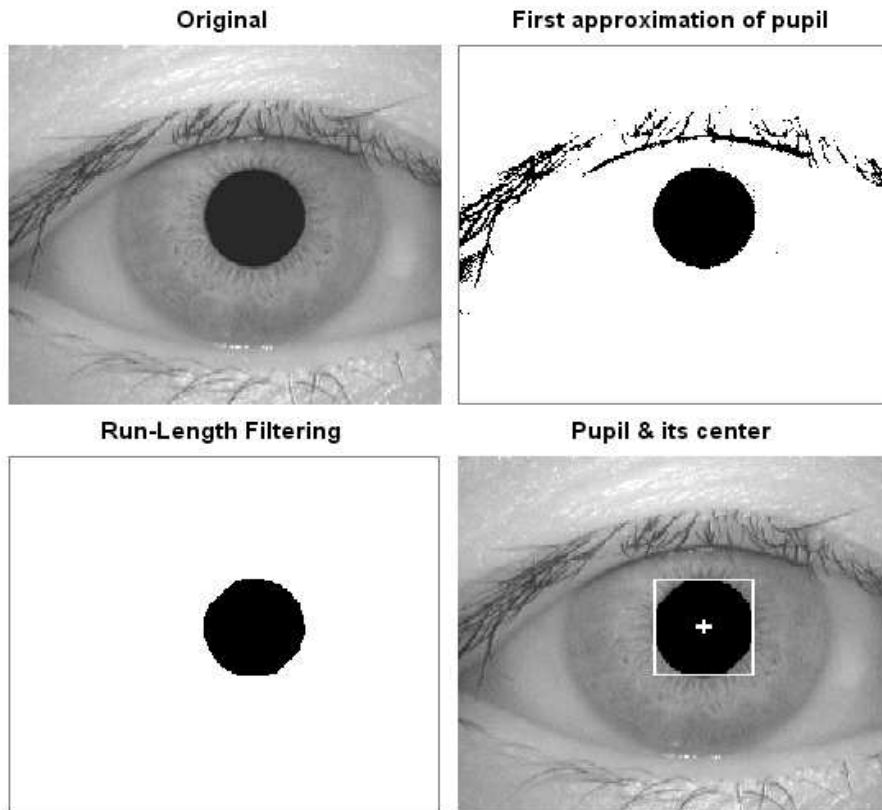 Original
First approximation of pupil
Run-Length Filtering
Pupil & its center